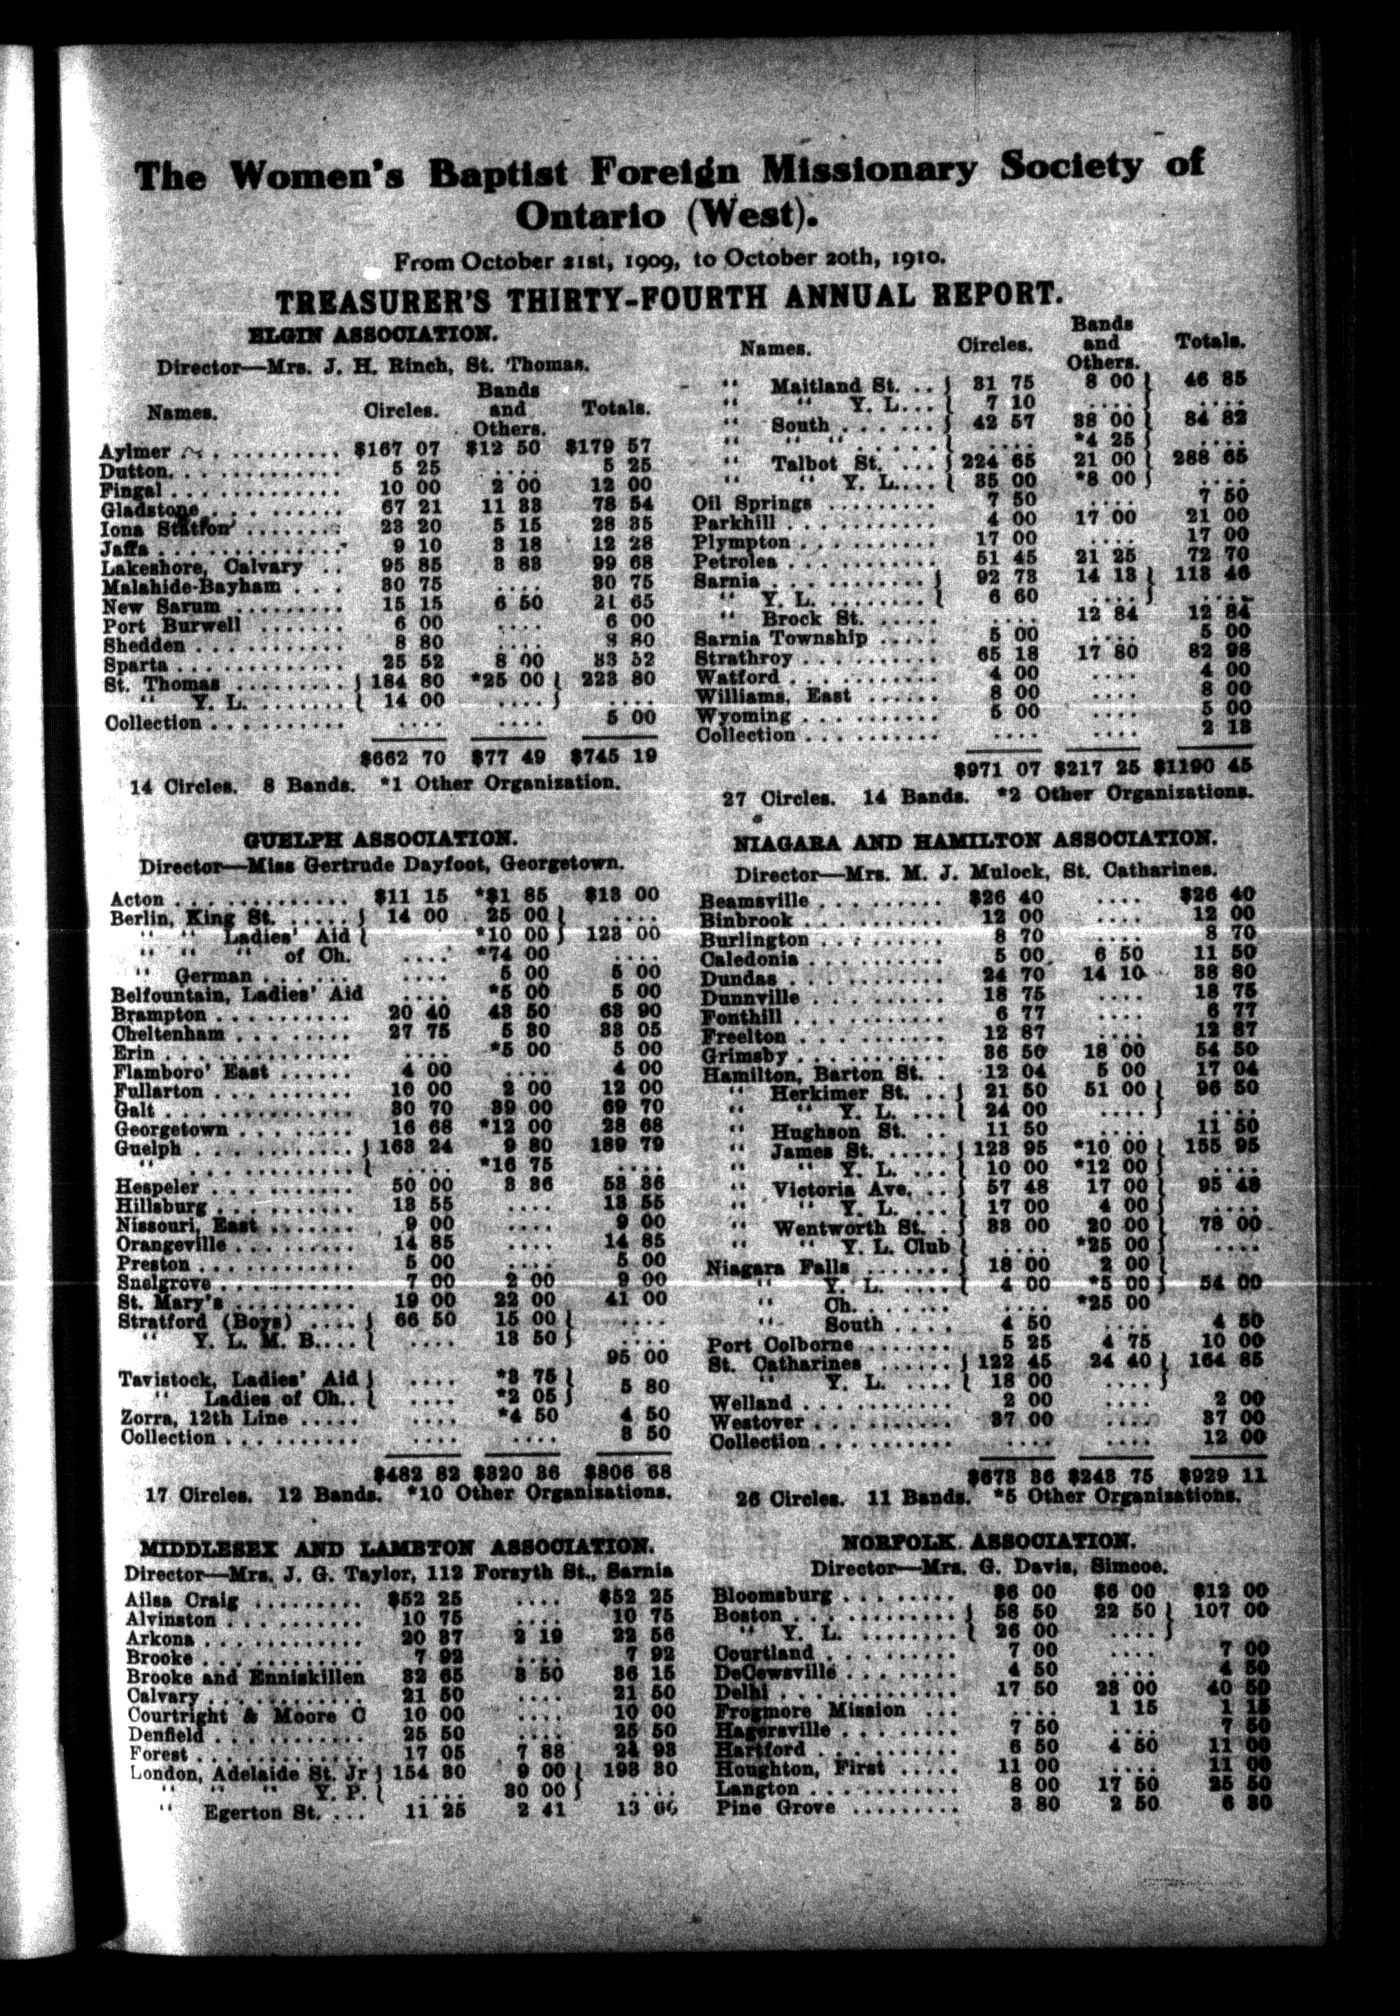 The Women's Baptist Foreign Missionary Society of
Ontario (West).
From October 21st, 1909, to October 20th, 1910.
TREASURER'S THIRTY-FOURTH ANNUAL REPORT.
ELGIN ASSOCIATION.
Director—Mrs. J. H. Rinch, St. Thomas.
Names. Circles. Bands and Others. Totals.
Aylmer .......... $167 07 $12 50 $179 57
Dutton. .......... 5 25 .... 5 25
Fingal .......... 10 00 2 00 12 00
Gladstone .......... 67 21 11 33 78 54
Iona Station ........ 23 20 5 15 28 35
Jaffa .......... 9 10 3 18 12 28
Lakeshore, Calvary .. 95 85 3 83 99 68
Malahide-Bayham ... 80 75 .... 80 75
New Sarum ......... 15 15 6 50 21 65
Port Burwell ....... 6 00 .... 6 00
Shedden .......... 8 80 .... 8 80
Sparta .......... 25 52 8 00 33 52
St. Thomas ......... } 184 80 *25 00 } 223 80
" Y. L. ........ { 14 00 .... } ....
Collection .......... .... .... 5 00
$662 70 $77 49 $745 19
14 Circles. 8 Bands. *1 Other Organization.
GUELPH ASSOCIATION.
Director—Miss Gertrude Dayfoot, Georgetown.
Acton .......... $11 15 *$1 85 $13 00
Berlin, King St. ..... } 14 00 25 00 { ....
" " Ladies' Aid { *10 00 } 123 00
" " " of Ch. .... *74 00 ....
" German ...... .... 5 00 5 00
Belfountain, Ladies' Aid .... *5 00 5 00
Brampton .......... 20 40 43 50 63 90
Cheltenham ........ 27 75 5 30 33 05
Erin .......... .... *5 00 5 00
Flamboro' East ...... 4 00 .... 4 00
Fullarton .......... 10 00 2 00 12 00
Galt .......... 30 70 39 00 69 70
Georgetown ........ 16 68 *12 00 28 68
Guelph .......... } 163 24 9 80 189 79
" .......... { .... *16 75 ....
Hespeler .......... 50 00 3 36 53 36
Hillsburg .......... 13 55 .... 13 55
Nissouri, East ....... 9 00 .... 9 00
Orangeville ......... 14 85 .... 14 85
Preston .......... 5 00 .... 5 00
Snelgrove .......... 7 00 2 00 9 00
St. Mary's .......... 19 00 22 00 41 00
Stratford (Boys) .... } 66 50 15 00 { ....
" Y. L. M. B.... { .... 13 50 } ....
95 00
Tavistock, Ladies' Aid } .... *3 75 } 5 80
" Ladies of Ch.. { .... *2 05 }
Zorra, 12th Line ..... .... *4 50 4 50
Collection .......... .... .... 3 50
$482 82 $320 36 $806 68
17 Circles. 12 Bands. *10 Other Organizations.
MIDDLESEX AND LAMBTON ASSOCIATION.
Director—Mrs. J. G. Taylor, 112 Forsyth St., Sarnia
Ailsa Craig ......... $52 25 .... $52 25
Alvinston .......... 10 75 .... 10 75
Arkona .......... 20 37 2 19 22 56
Brooke .......... 7 92 .... 7 92
Brooke and Enniskillen 32 65 3 50 36 15
Calvary .......... 21 50 .... 21 50
Courtright & Moore C 10 00 .... 10 00
Denfield .......... 25 50 .... 25 50
Forest .......... 17 05 7 88 24 93
London, Adelaide St. Jr } 154 30 9 00 { 193 30
" " " Y. P. { .... 30 00 } ....
" Egerton St. ... 11 25 2 41 13 66
Names. Circles. Bands and Others. Totals.
" Maitland St. .. } 31 75 8 00 } 46 85
" " Y. L... { 7 10 .... } ....
" South ...... } 42 57 38 00 } 84 82
" " " ..... { .... *4 25 } ....
" Talbot St. ... } 224 65 21 00 } 288 65
" " Y. L.... { 35 00 *8 00 } ....
Oil Springs ......... 7 50 .... 7 50
Parkhill .......... 4 00 17 00 21 00
Plympton .......... 17 00 .... 17 00
Petrolea .......... 51 45 21 25 72 70
Sarnia .......... } 92 73 14 13 } 113 46
" Y. L. ........ { 6 60 .... } ....
" Brock St. ..... .... 12 84 12 84
Sarnia Township ..... 5 00 .... 5 00
Strathroy .......... 65 18 17 80 82 98
Watford .......... 4 00 .... 4 00
Williams, East ...... 8 00 .... 8 00
Wyoming .......... 5 00 .... 5 00
Collection .......... .... .... 2 13
$971 07 $217 25 $1190 45
27 Circles. 14 Bands. *2 Other Organizations.
NIAGARA AND HAMILTON ASSOCIATION.
Director—Mrs. M. J. Mulock, St. Catharines.
Beamsville .......... $26 40 .... $26 40
Binbrook .......... 12 00 .... 12 00
Burlington .......... 8 70 .... 8 70
Caledonia .......... 5 00 6 50 11 50
Dundas .......... 24 70 14 10 38 80
Dunnville .......... 18 75 .... 18 75
Fonthill .......... 6 77 .... 6 77
Freelton .......... 12 87 .... 12 87
Grimsby .......... 36 50 18 00 54 50
Hamilton, Barton St. . 12 04 5 00 17 04
" Herkimer St. .. } 21 50 51 00 } 96 50
" " Y. L. ... { 24 00 .... } ....
" Hughson St. .. 11 50 .... 11 50
" James St. ..... } 123 95 *10 00 { 155 95
" " Y. L. ... { 10 00 *12 00 } ....
" Victoria Ave. .. } 57 48 17 00 { 95 48
" " Y. L. ... { 17 00 4 00 } ....
" Wentworth St. . } 33 00 20 00 { 78 00
" " Y. L. Club { .... *25 00 } ....
Niagara Falls ....... } 18 00 2 00 {
" Y. L. .... { 4 00 *5 00 } 54 00
" Ch. ....... .... *25 00
" South .... 4 50 .... 4 50
Port Colborne ....... 5 25 4 75 10 00
St. Catharines ...... } 122 45 24 40 } 164 85
" Y. L. .... { 18 00 .... }
Welland .......... 2 00 .... 2 00
Westover .......... 37 00 .... 37 00
Collection .......... .... .... 12 00
$673 36 $243 75 $929 11
26 Circles. 11 Bands. *5 Other Organizations.
NORFOLK ASSOCIATION.
Director—Mrs. G. Davis, Simcoe.
Bloomsburg ......... $6 00 $6 00 $12 00
Boston .......... } 58 50 22 50 } 107 00
" Y. L. ........ { 26 00 .... }
Courtland .......... 7 00 .... 7 00
DeCewsville ........ 4 50 .... 4 50
Delhi .......... 17 50 23 00 40 50
Frogmore Mission ... .... 1 15 1 15
Hagersville ......... 7 50 .... 7 50
Hartford .......... 6 50 4 50 11 00
Houghton, First ..... 11 00 .... 11 00
Langton .......... 8 00 17 50 25 50
Pine Grove ......... 3 80 2 50 6 30